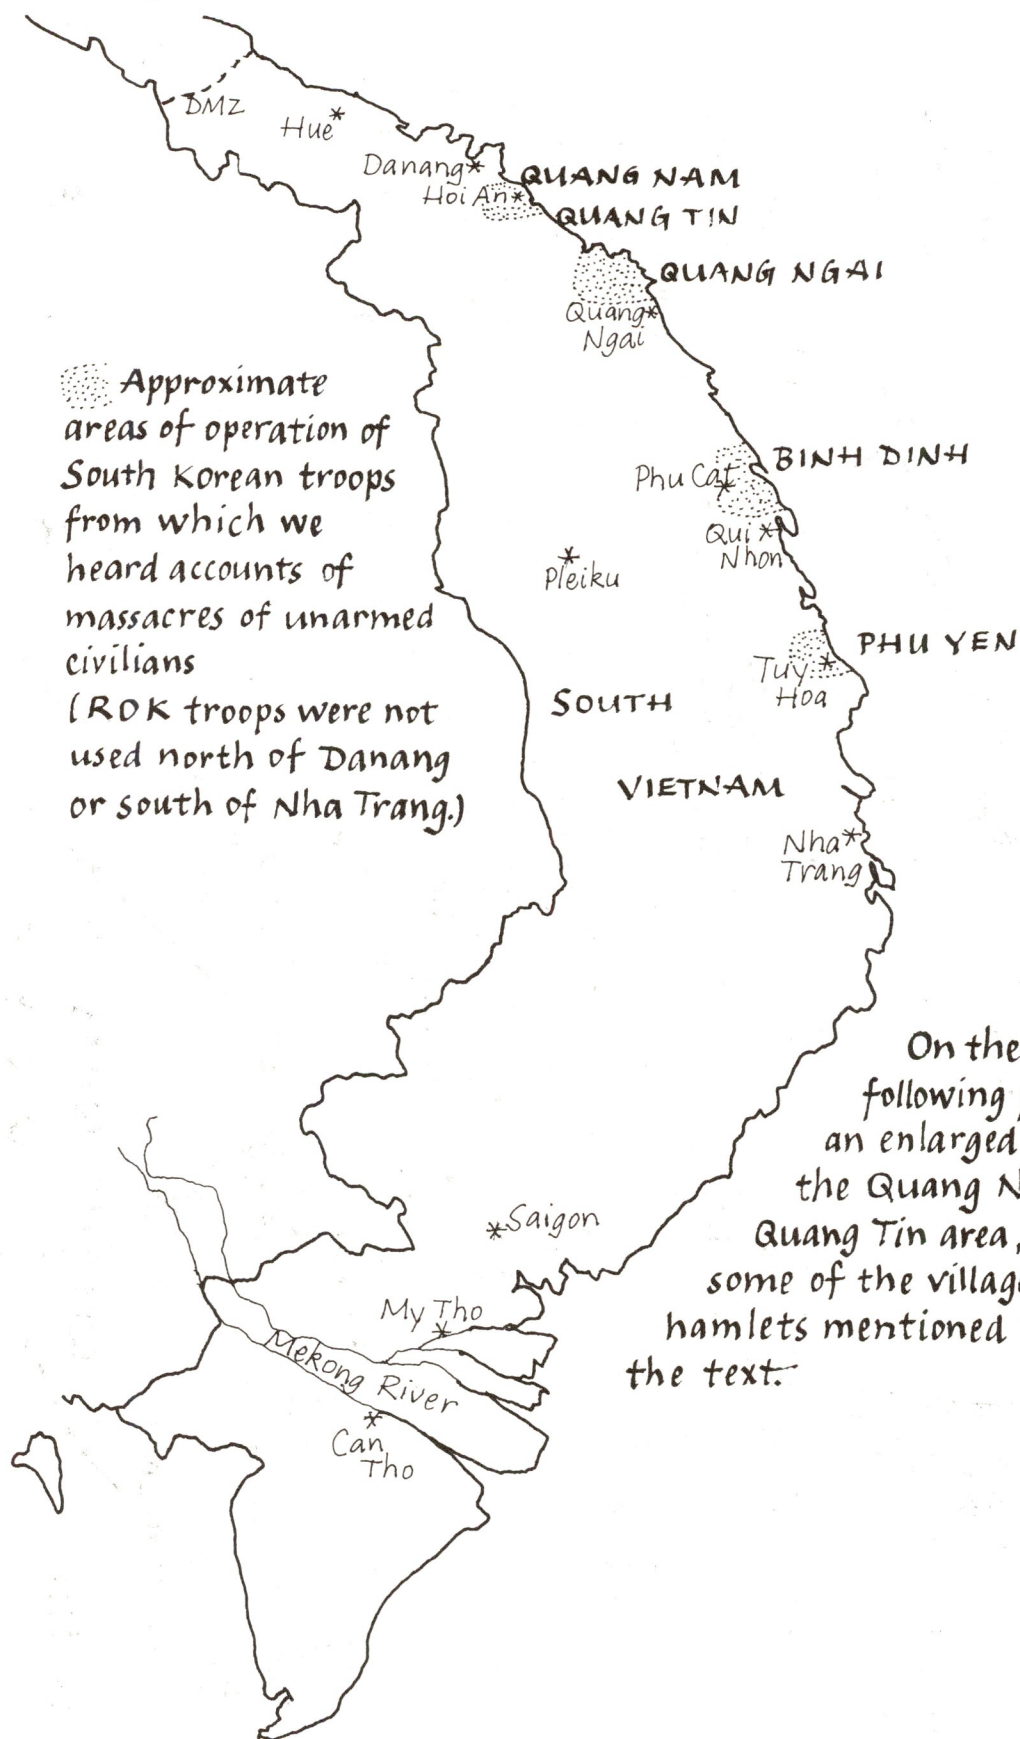 DMZ
Hue
Danang
Hoi An
QUANG NAM
QUANG TIN
QUANG NGAI
Quang
Ngai
Approximate
areas of operation of
South Korean troops
from which we
heard accounts of
massacres of unarmed
civilians
(ROK troops were not
used north of Danang
or south of Nha Trang.)
Phu Cat
BINH DINH
Qui
Nhon
Pleiku
PHU YEN
Tuy
Hoa
SOUTH
VIETNAM
Nha
Trang
On the
following
an enlarged
the Quang N
Quang Tin area,
some of the villag
hamlets mentioned
the text.
Saigon
My Tho
Mekong River
Can
Tho